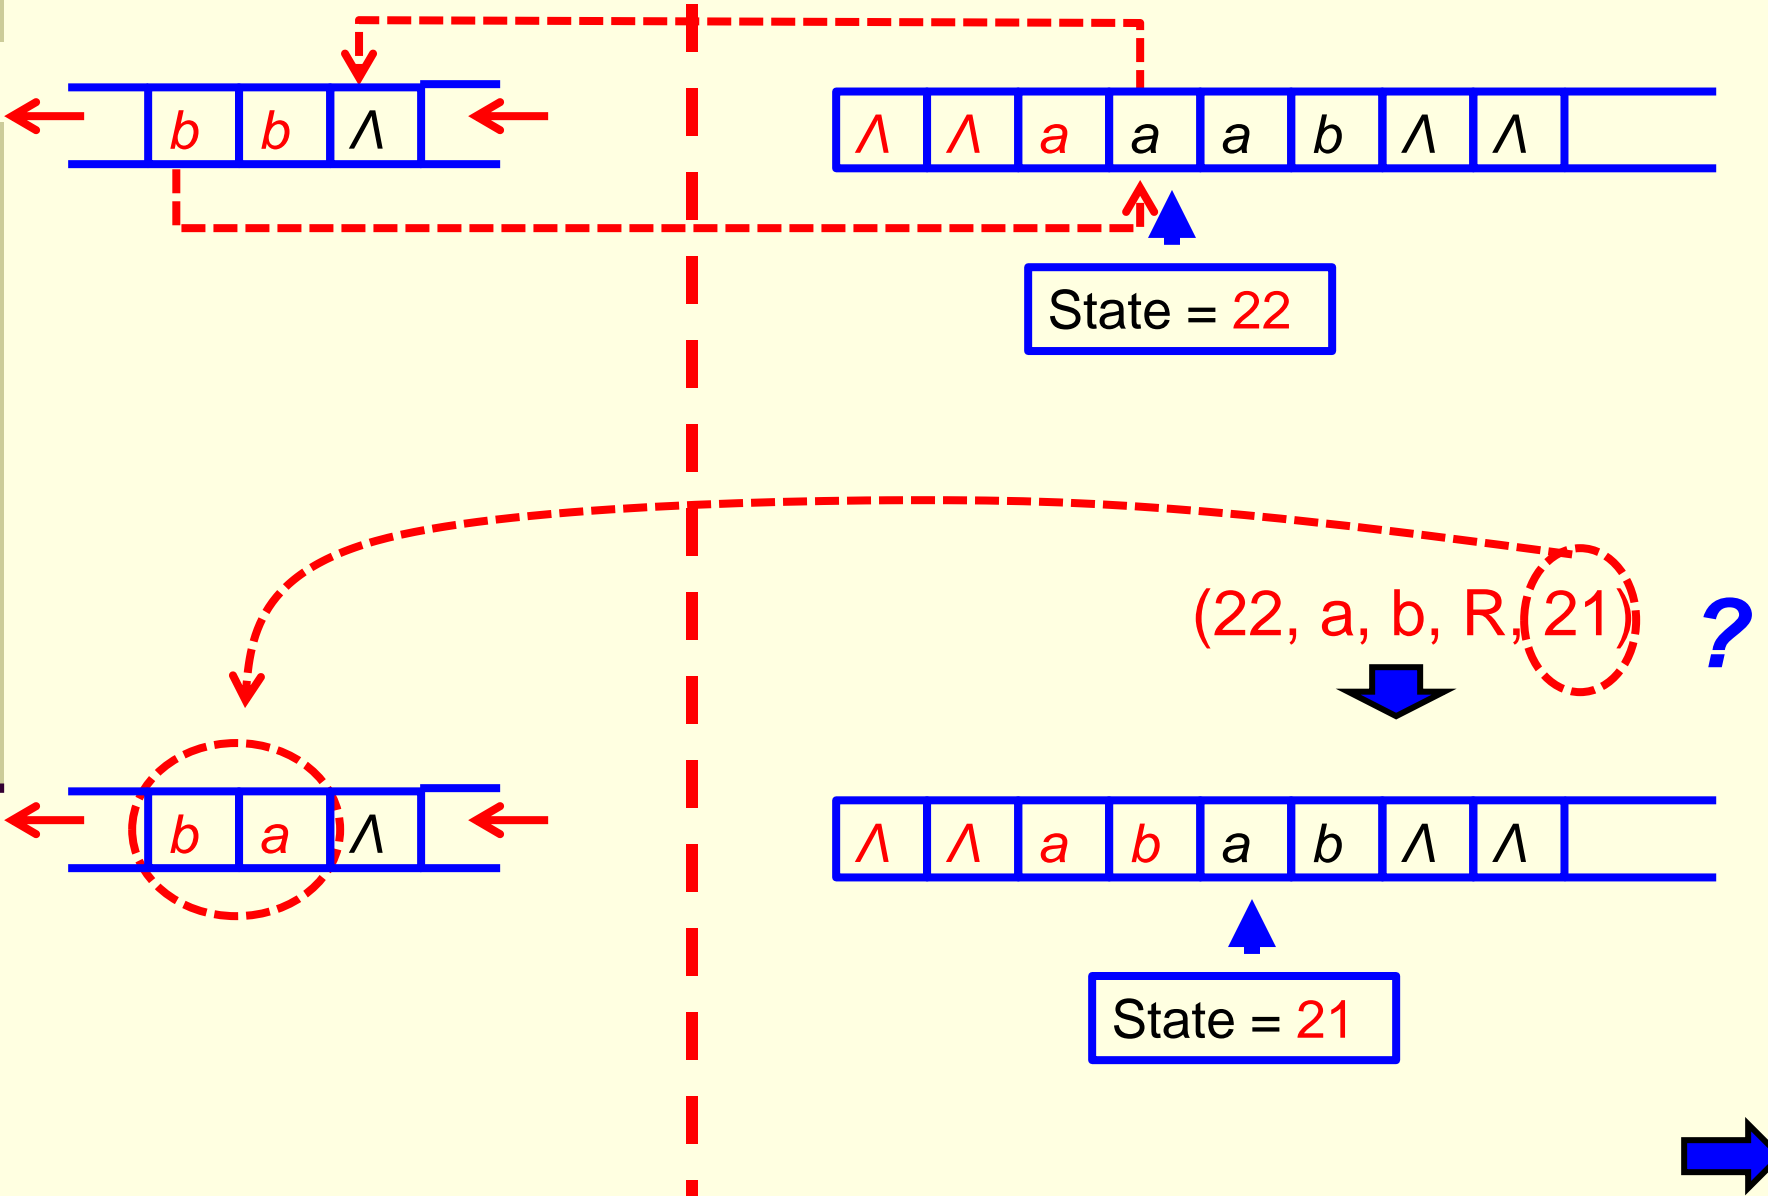 b b Λ
Λ Λ a a a b Λ Λ
State = 22
(22, a, b, R, 21) ?
b a Λ
Λ Λ a b a b Λ Λ
State = 21